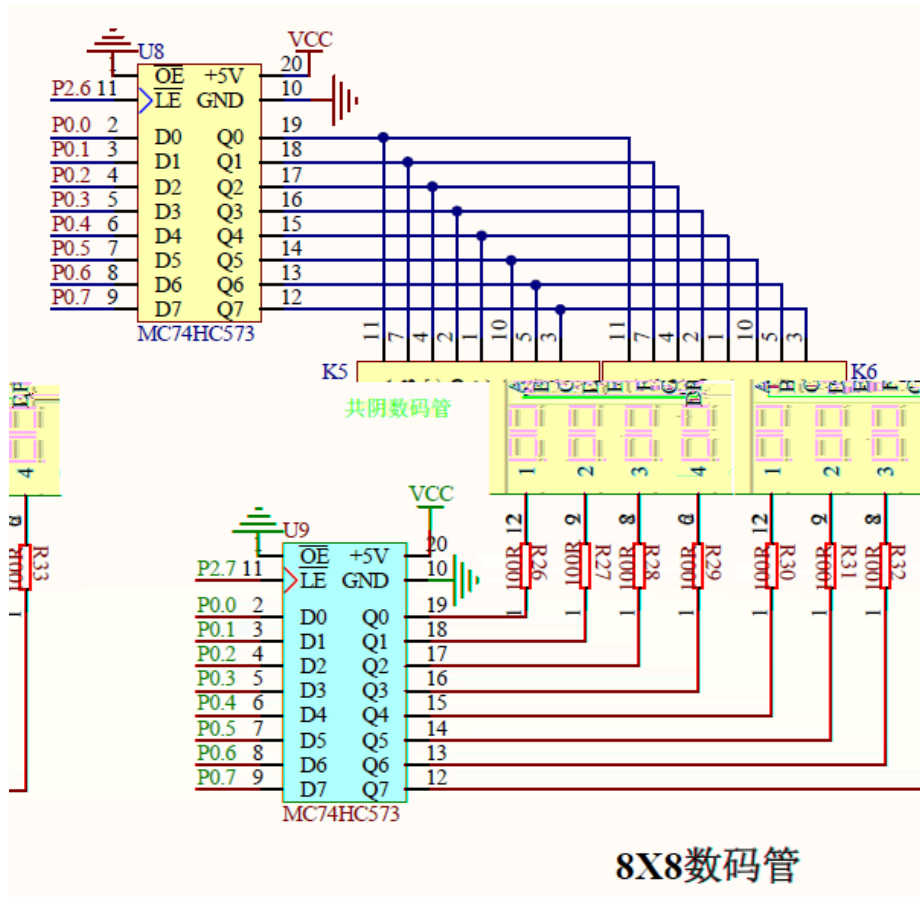 U8
VCC
1 OE +5V 20
P2.6 11 LE GND 10
P0.0 2 D0 Q0 19
P0.1 3 D1 Q1 18
P0.2 4 D2 Q2 17
P0.3 5 D3 Q3 16
P0.4 6 D4 Q4 15
P0.5 7 D5 Q5 14
P0.6 8 D6 Q6 13
P0.7 9 D7 Q7 12
MC74HC573
11 7 4 2 1 10 5 3 11 7 4 2 1 10 5 3
K5 K6
共阴数码管
4 1 2 3 4 1 2 3
12 9 8 6 12 9 8
R33 R26 R27 R28 R29 R30 R31 R32
1 1 1 1 1 1 1 1
VCC
U9
1 OE +5V 20
P2.7 11 LE GND 10
P0.0 2 D0 Q0 19
P0.1 3 D1 Q1 18
P0.2 4 D2 Q2 17
P0.3 5 D3 Q3 16
P0.4 6 D4 Q4 15
P0.5 7 D5 Q5 14
P0.6 8 D6 Q6 13
P0.7 9 D7 Q7 12
MC74HC573
8X8数码管